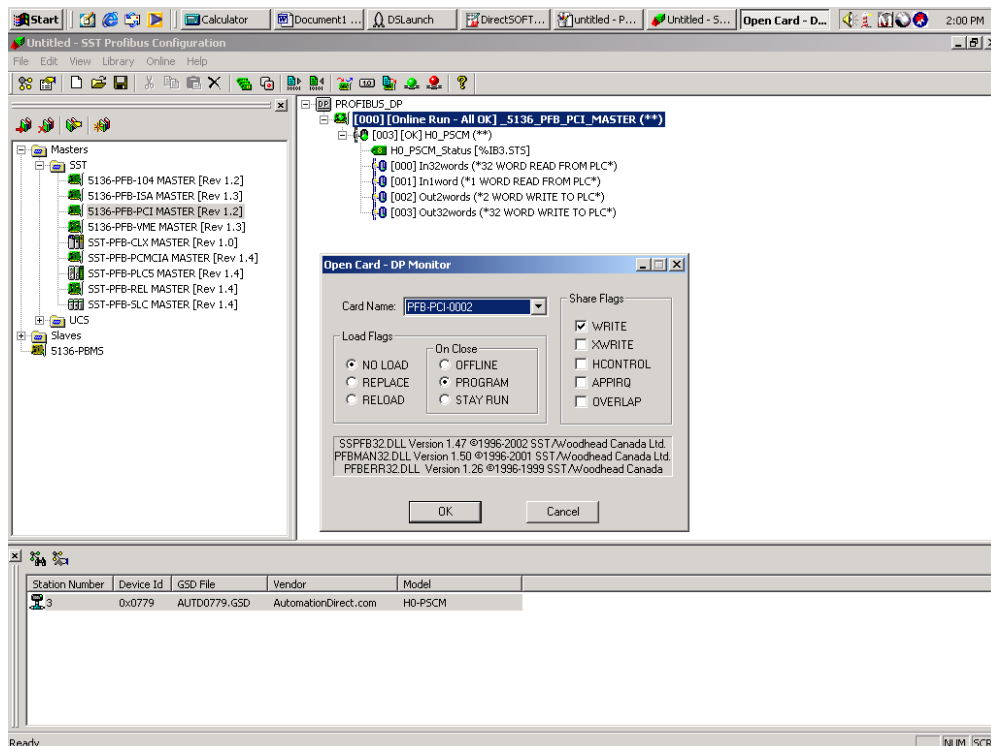 Start
Calculator
Document1 ...
DSLaunch
DirectSOFT...
untitled - P...
Untitled - S...
Open Card - D...
2:00 PM
Untitled - SST Profibus Configuration
File Edit View Library Online Help
Masters
SST
5136-PFB-104 MASTER [Rev 1.2]
5136-PFB-ISA MASTER [Rev 1.3]
5136-PFB-PCI MASTER [Rev 1.2]
5136-PFB-VME MASTER [Rev 1.3]
SST-PFB-CLX MASTER [Rev 1.0]
SST-PFB-PCMCIA MASTER [Rev 1.4]
SST-PFB-PLC5 MASTER [Rev 1.4]
SST-PFB-REL MASTER [Rev 1.4]
SST-PFB-SLC MASTER [Rev 1.4]
UCS
Slaves
5136-PBMS
DP PROFIBUS_DP
[000] [Online Run - All OK] _5136_PFB_PCI_MASTER (**)
[003] [OK] H0_PSCM (**)
H0_PSCM_Status [%IB3.STS]
[000] In32words (*32 WORD READ FROM PLC*)
[001] In1word (*1 WORD READ FROM PLC*)
[002] Out2words (*2 WORD WRITE TO PLC*)
[003] Out32words (*32 WORD WRITE TO PLC*)
Open Card - DP Monitor
Card Name: PFB-PCI-0002
Load Flags
NO LOAD
REPLACE
RELOAD
On Close
OFFLINE
PROGRAM
STAY RUN
Share Flags
WRITE
XWRITE
HCONTROL
APPIRQ
OVERLAP
SSPFB32.DLL Version 1.47 ©1996-2002 SST/Woodhead Canada Ltd.
PFBMAN32.DLL Version 1.50 ©1996-2001 SST/Woodhead Canada Ltd.
PFBERR32.DLL Version 1.26 ©1996-1999 SST/Woodhead Canada
OK Cancel
Station Number Device Id GSD File Vendor Model
3 0x0779 AUTD0779.GSD AutomationDirect.com H0-PSCM
Ready
NUM SCR